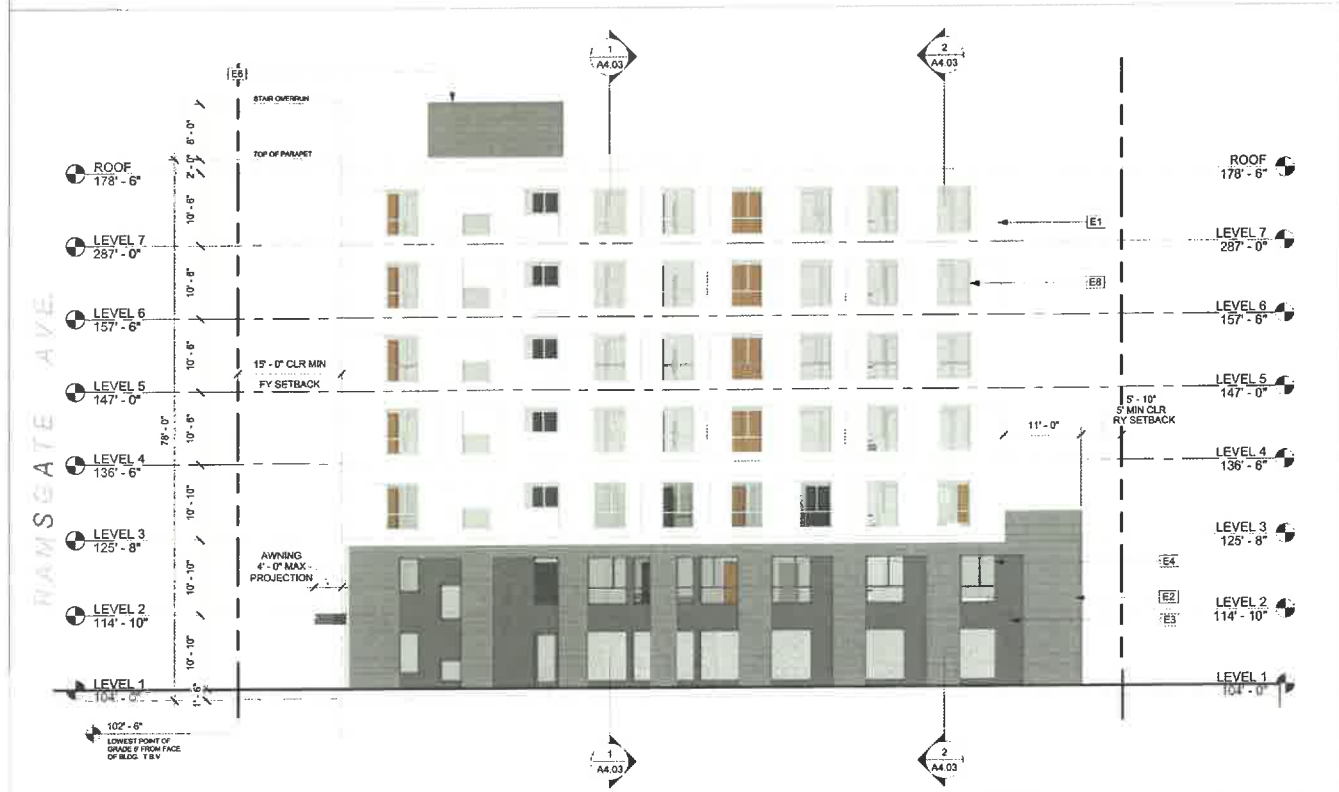 1
A4.03
2
A4.03
E6
STAIR OVERRUN
8' - 0"
TOP OF PARAPET
2'-0"
ROOF
178' - 6"
ROOF
178' - 6"
10'-6"
E1
LEVEL 7
287' - 0"
LEVEL 7
287' - 0"
10'-6"
E8
LEVEL 6
157' - 6"
LEVEL 6
157' - 6"
10'-6"
15' - 0" CLR MIN
FY SETBACK
LEVEL 5
147' - 0"
LEVEL 5
147' - 0"
5' - 10"
5' MIN CLR
RY SETBACK
11' - 0"
78' - 0"
10'-6"
RAMSGATE AVE.
LEVEL 4
136' - 6"
LEVEL 4
136' - 6"
10'-10"
LEVEL 3
125' - 8"
LEVEL 3
125' - 8"
AWNING
4' - 0" MAX
PROJECTION
10'-10"
E4
E2
E3
LEVEL 2
114' - 10"
LEVEL 2
114' - 10"
10'-10"
LEVEL 1
104' - 0"
LEVEL 1
104' - 0"
1'-6"
102' - 6"
LOWEST POINT OF
GRADE 5' FROM FACE
OF BLDG. T.B.V
1
A4.03
2
A4.03